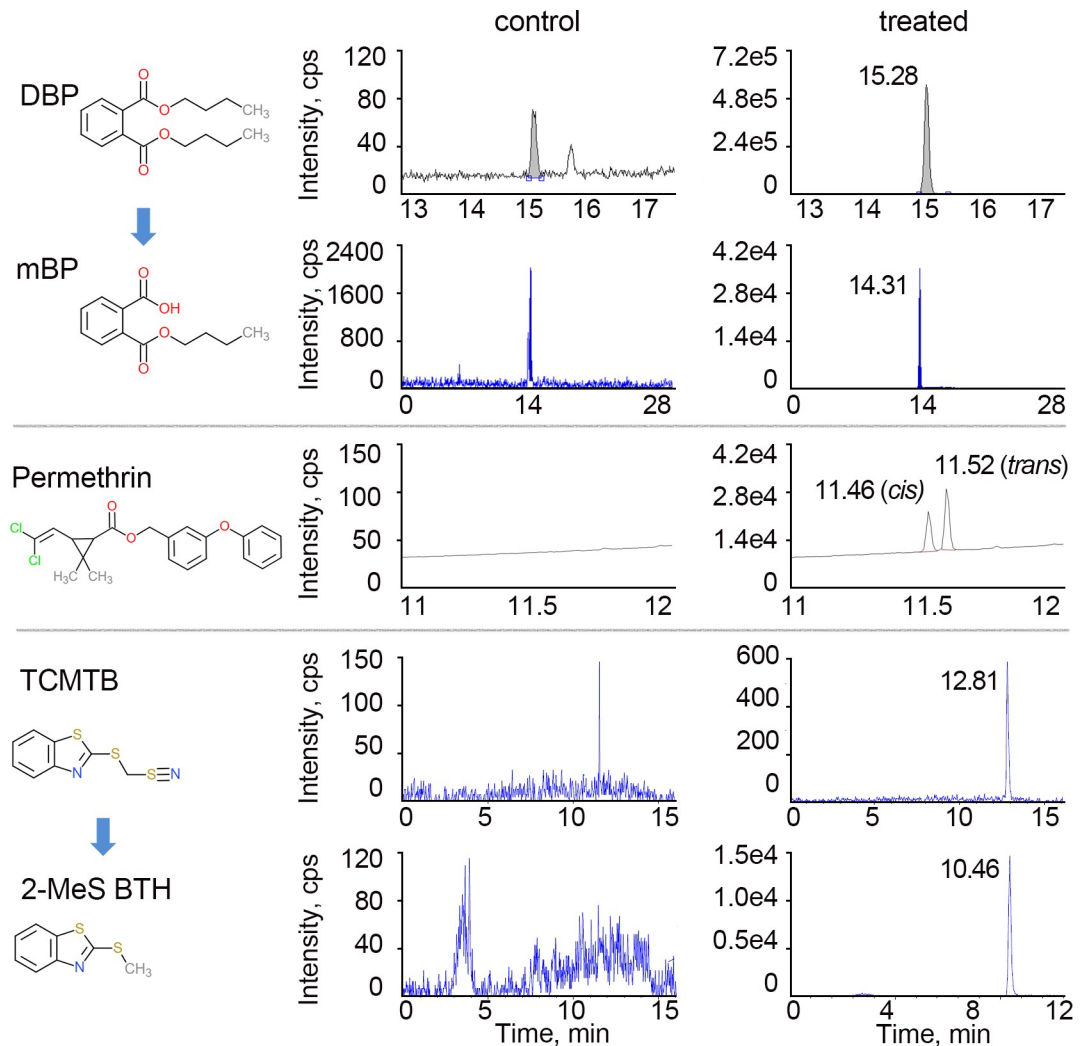 control
treated
DBP
O
O
CH₃
O
CH₃
O
Intensity, cps
120
80
40
0
13 14 15 16 17
15.28
7.2e5
4.8e5
2.4e5
0
13 14 15 16 17
mBP
O
OH
O
CH₃
O
Intensity, cps
2400
1600
800
0
0 14 28
14.31
4.2e4
2.8e4
1.4e4
0
0 14 28
Permethrin
Cl
Cl
H₃C
CH₃
O
O
O
Intensity, cps
150
100
50
0
11 11.5 12
11.46 (cis)
11.52 (trans)
4.2e4
2.8e4
1.4e4
0
11 11.5 12
TCMTB
S
N
S
S
N
Intensity, cps
150
100
50
0
0 5 10 15
12.81
600
400
200
0
0 5 10 15
2-MeS BTH
S
N
S
CH₃
Intensity, cps
120
80
40
0
0 5 10 15
Time, min
10.46
1.5e4
1.0e4
0.5e4
0
0 4 8 12
Time, min